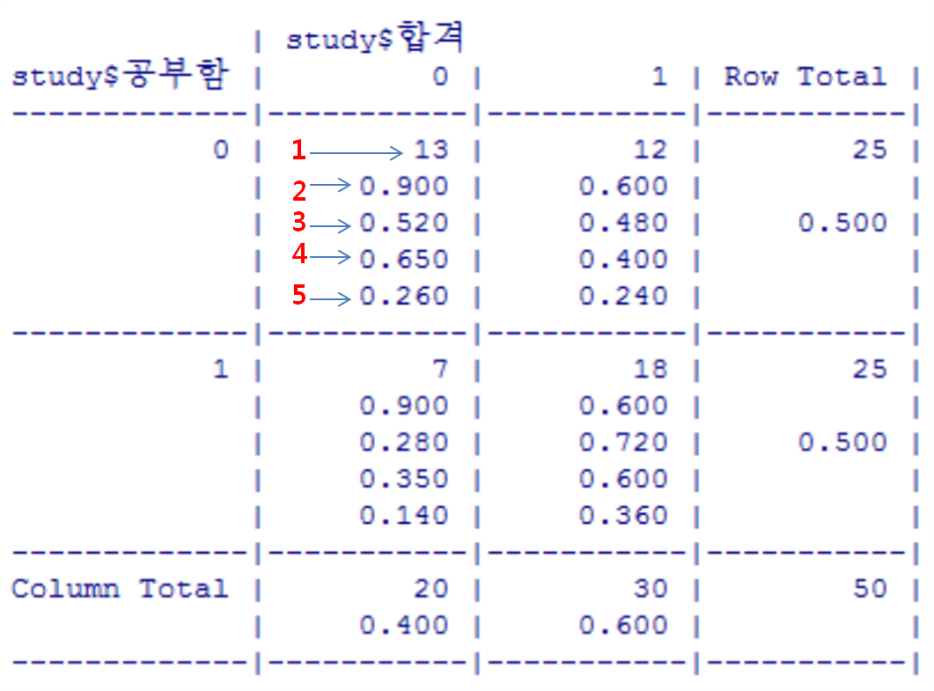 | study$합격
study$공부함 | 0 | 1 | Row Total |
-------------|-----------|-----------|-----------|
0 | 1 13 | 12 | 25 |
| 2 0.900 | 0.600 | |
| 3 0.520 | 0.480 | 0.500 |
| 4 0.650 | 0.400 | |
| 5 0.260 | 0.240 | |
-------------|-----------|-----------|-----------|
1 | 7 | 18 | 25 |
| 0.900 | 0.600 | |
| 0.280 | 0.720 | 0.500 |
| 0.350 | 0.600 | |
| 0.140 | 0.360 | |
-------------|-----------|-----------|-----------|
Column Total | 20 | 30 | 50 |
| 0.400 | 0.600 | |
-------------|-----------|-----------|-----------|